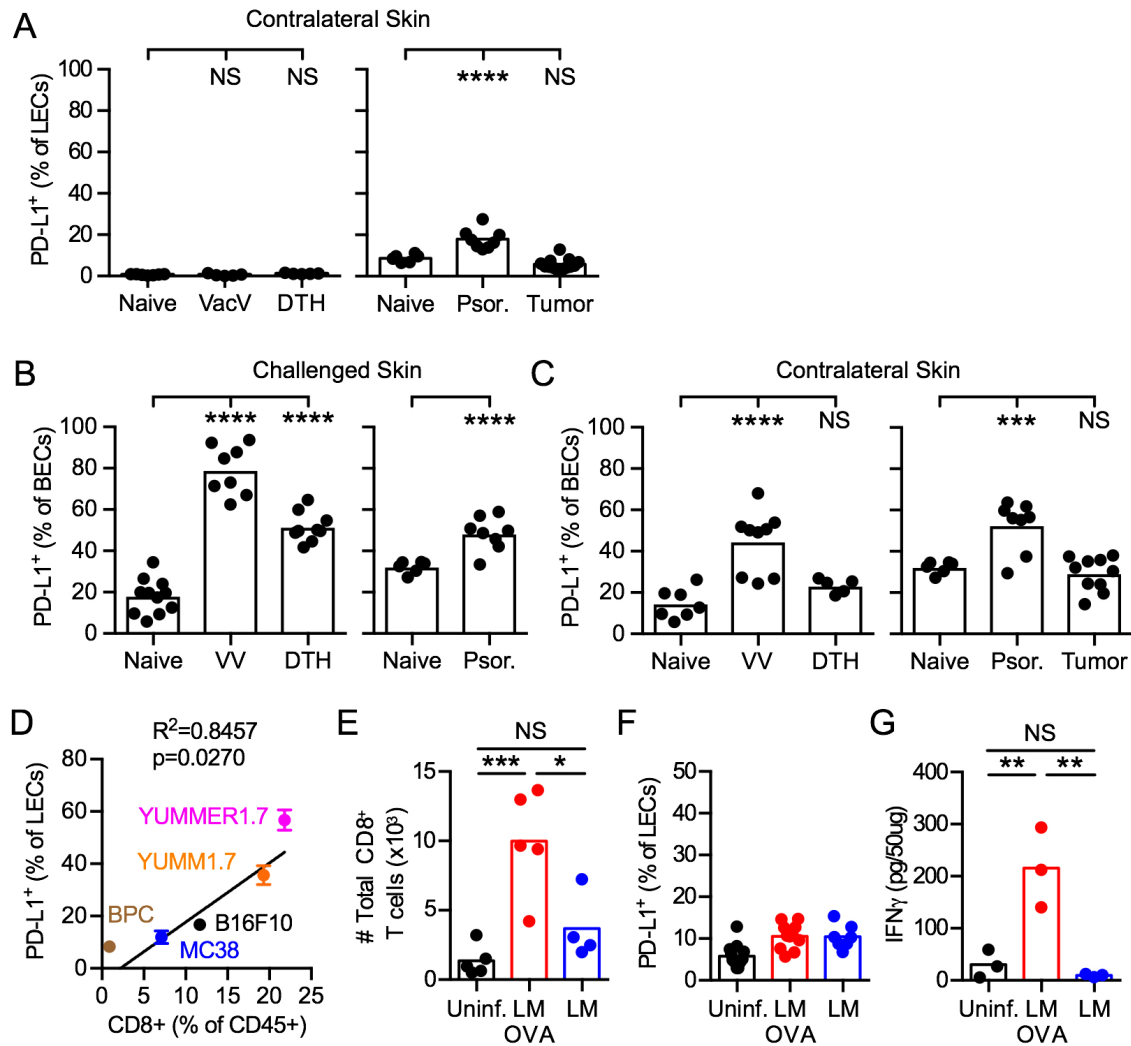 A
Contralateral Skin
PD-L1⁺ (% of LECs)
100
80
60
40
20
0
NS
NS
Naive
VacV
DTH
****
NS
Naive
Psor.
Tumor
B
Challenged Skin
PD-L1⁺ (% of BECs)
100
80
60
40
20
0
****
****
Naive
VV
DTH
****
Naive
Psor.
C
Contralateral Skin
PD-L1⁺ (% of BECs)
100
80
60
40
20
0
****
NS
Naive
VV
DTH
***
NS
Naive
Psor.
Tumor
D
R²=0.8457
p=0.0270
PD-L1⁺ (% of LECs)
80
60
40
20
0
YUMMER1.7
YUMM1.7
BPC
B16F10
MC38
0
5
10
15
20
25
CD8+ (% of CD45+)
E
NS
***
*
# Total CD8⁺
T cells (x10³)
15
10
5
0
Uninf.
LM
OVA
LM
F
PD-L1⁺ (% of LECs)
50
40
30
20
10
0
Uninf.
LM
OVA
LM
G
NS
**
**
IFNγ (pg/50ug)
400
300
200
100
0
Uninf.
LM
OVA
LM